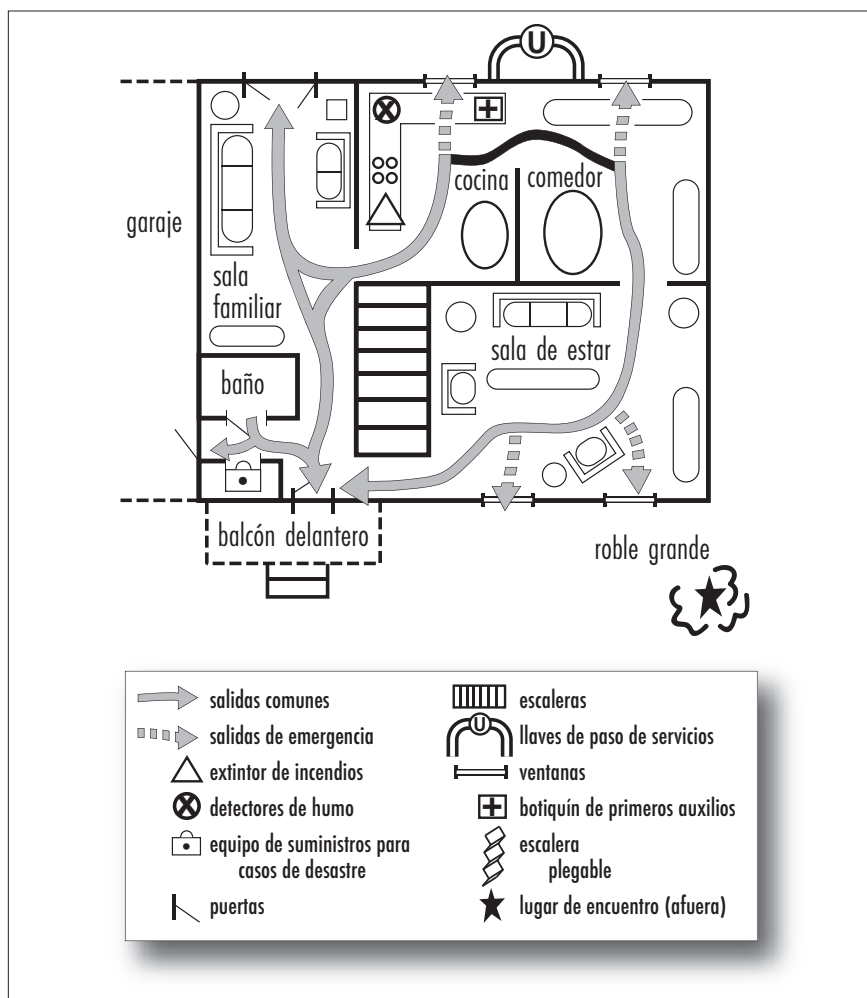 U
cocina
comedor
garaje
sala
familiar
sala de estar
baño
balcón delantero
roble grande
salidas comunes
salidas de emergencia
extintor de incendios
detectores de humo
equipo de suministros para
casos de desastre
puertas
escaleras
U
llaves de paso de servicios
ventanas
botiquín de primeros auxilios
escalera
plegable
lugar de encuentro (afuera)